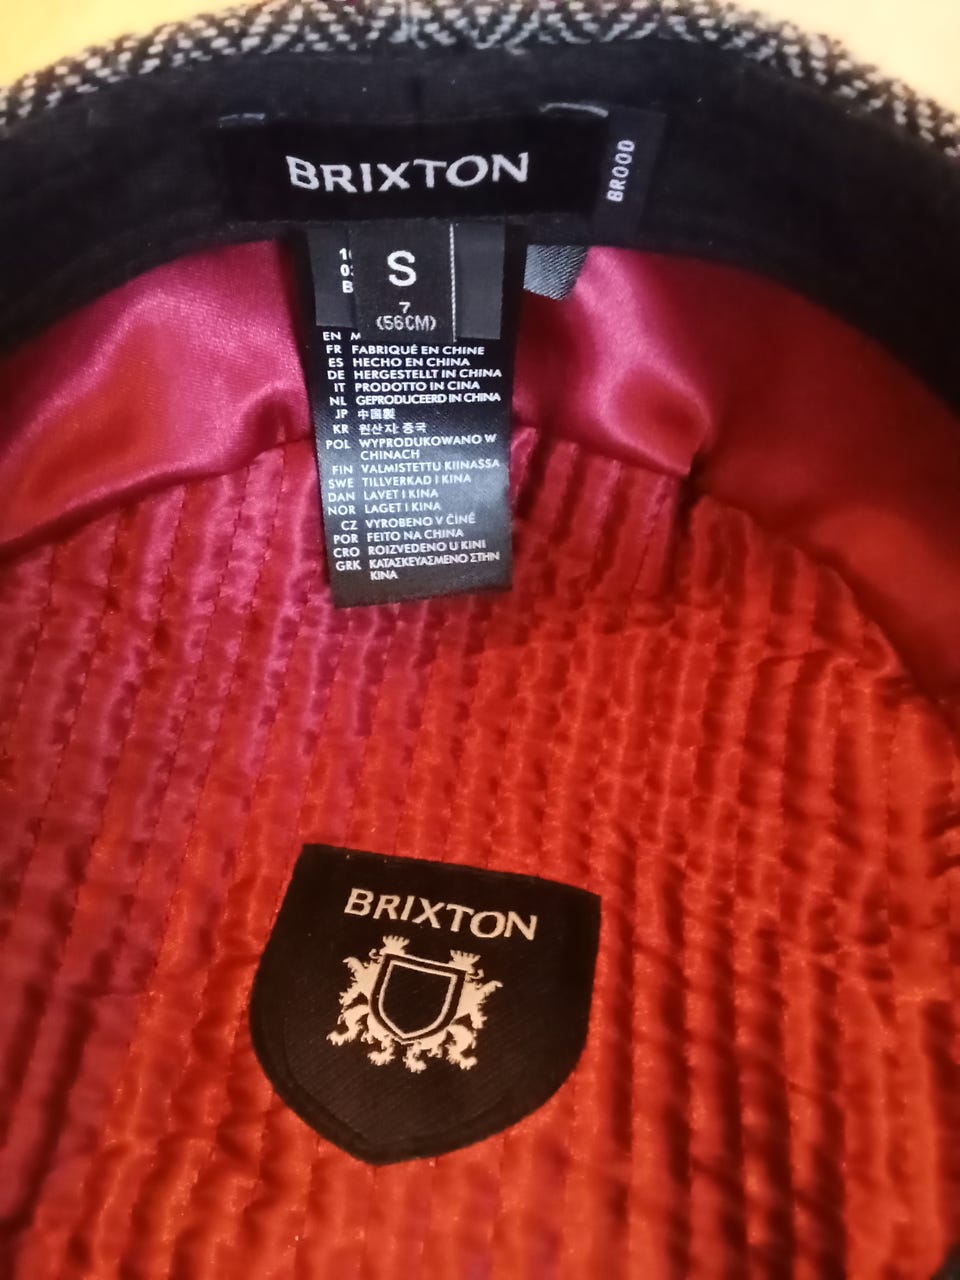 BRIXTON
BROOD
S
7
(56CM)
EN
FR FABRIQUÉ EN CHINE
ES HECHO EN CHINA
DE HERGESTELLT IN CHINA
IT PRODOTTO IN CINA
NL GEPRODUCEERD IN CHINA
JP 中国製
KR 원산지: 중국
POL WYPRODUKOWANO W
CHINACH
FIN VALMISTETTU KIINASSA
SWE TILLVERKAD I KINA
DAN LAVET I KINA
NOR LAGET I KINA
CZ VYROBENO V ČÍNĚ
POR FEITO NA CHINA
CRO ROIZVEDENO U KINI
GRK ΚΑΤΑΣΚΕΥΑΣΜΕΝΟ ΣΤΗΝ
ΚΙΝΑ
BRIXTON